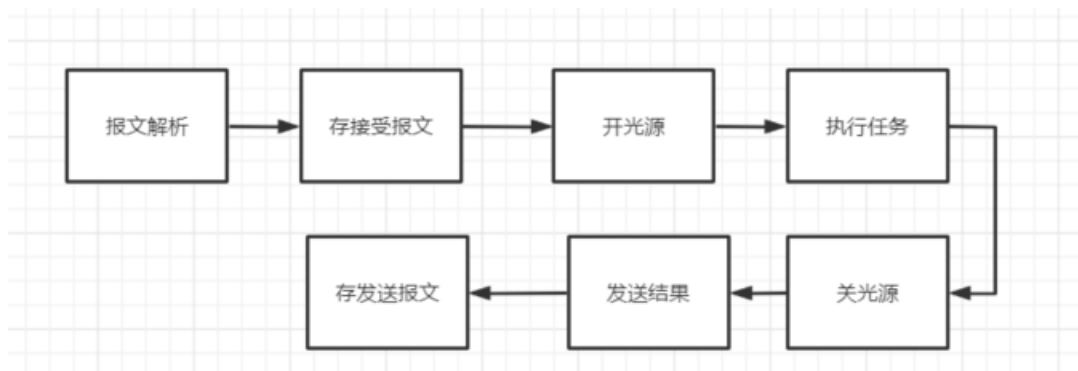 报文解析
存接受报文
开光源
执行任务
关光源
发送结果
存发送报文